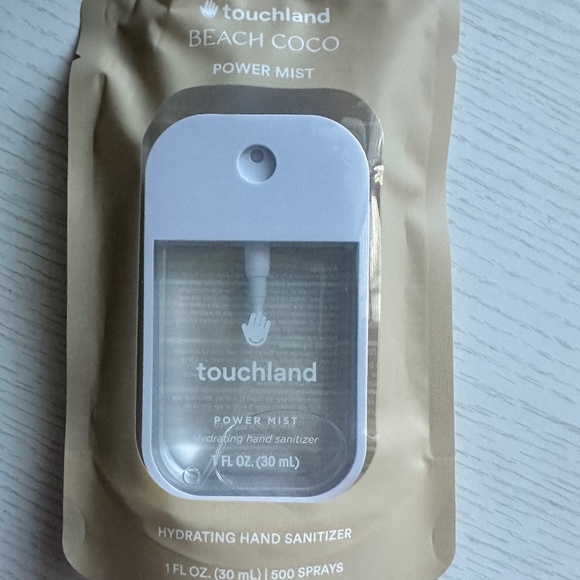 touchland
BEACH COCO
POWER MIST
touchland
POWER MIST
Hydrating hand sanitizer
1 FL OZ. (30 mL)
HYDRATING HAND SANITIZER
1 FL OZ. (30 mL) | 500 SPRAYS